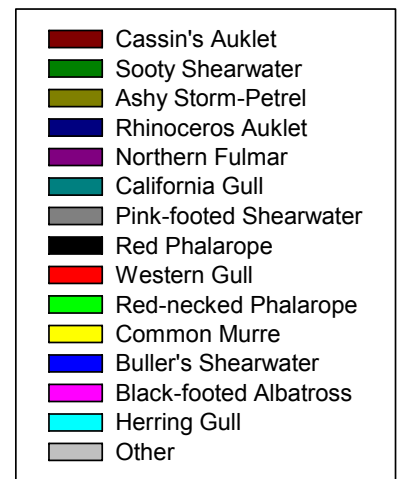 Cassin's Auklet
Sooty Shearwater
Ashy Storm-Petrel
Rhinoceros Auklet
Northern Fulmar
California Gull
Pink-footed Shearwater
Red Phalarope
Western Gull
Red-necked Phalarope
Common Murre
Buller's Shearwater
Black-footed Albatross
Herring Gull
Other